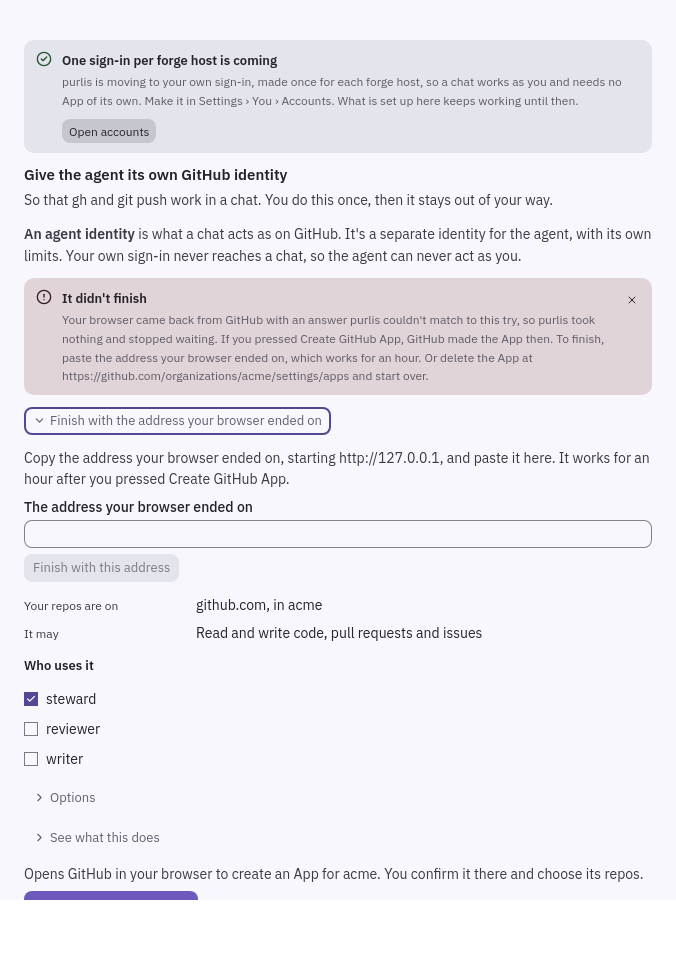 One sign-in per forge host is coming
purlis is moving to your own sign-in, made once for each forge host, so a chat works as you and needs no
App of its own. Make it in Settings › You › Accounts. What is set up here keeps working until then.
Open accounts
Give the agent its own GitHub identity
So that gh and git push work in a chat. You do this once, then it stays out of your way.
An agent identity is what a chat acts as on GitHub. It's a separate identity for the agent, with its own
limits. Your own sign-in never reaches a chat, so the agent can never act as you.
It didn't finish
Your browser came back from GitHub with an answer purlis couldn't match to this try, so purlis took
nothing and stopped waiting. If you pressed Create GitHub App, GitHub made the App then. To finish,
paste the address your browser ended on, which works for an hour. Or delete the App at
https://github.com/organizations/acme/settings/apps and start over.
Finish with the address your browser ended on
Copy the address your browser ended on, starting http://127.0.0.1, and paste it here. It works for an
hour after you pressed Create GitHub App.
The address your browser ended on
Finish with this address
Your repos are on github.com, in acme
It may Read and write code, pull requests and issues
Who uses it
steward
reviewer
writer
Options
See what this does
Opens GitHub in your browser to create an App for acme. You confirm it there and choose its repos.